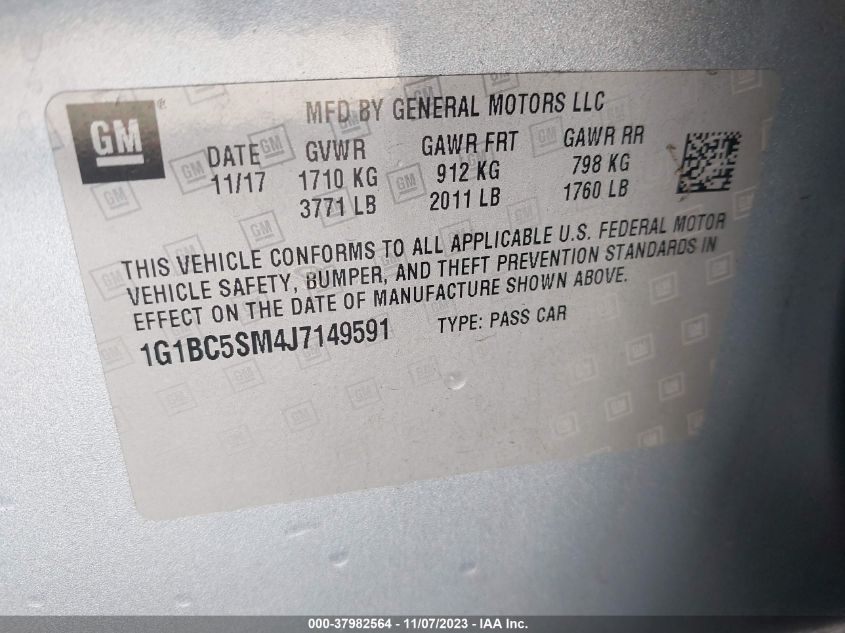 GM ®
MFD BY GENERAL MOTORS LLC
DATE GVWR GAWR FRT GAWR RR
11/17 1710 KG 912 KG 798 KG
3771 LB 2011 LB 1760 LB
THIS VEHICLE CONFORMS TO ALL APPLICABLE U.S. FEDERAL MOTOR
VEHICLE SAFETY, BUMPER, AND THEFT PREVENTION STANDARDS IN
EFFECT ON THE DATE OF MANUFACTURE SHOWN ABOVE.
1G1BC5SM4J7149591 TYPE: PASS CAR
000-37982564 - 11/07/2023 - IAA Inc.